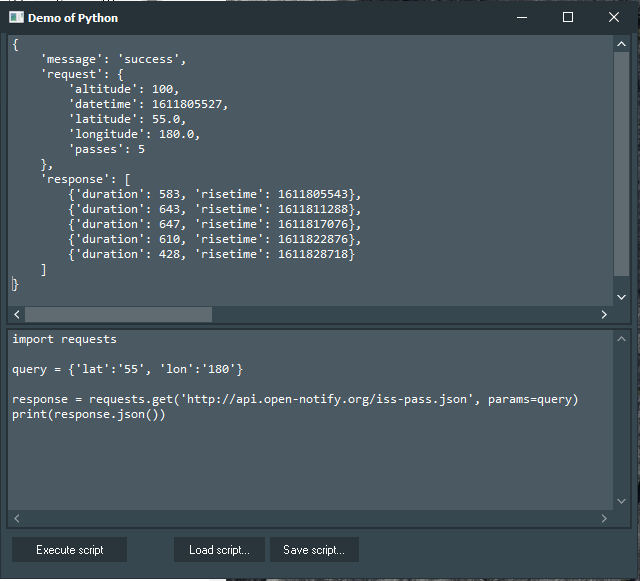 Demo of Python
{
    'message': 'success',
    'request': {
        'altitude': 100,
        'datetime': 1611805527,
        'latitude': 55.0,
        'longitude': 180.0,
        'passes': 5
    },
    'response': [
        {'duration': 583, 'risetime': 1611805543},
        {'duration': 643, 'risetime': 1611811288},
        {'duration': 647, 'risetime': 1611817076},
        {'duration': 610, 'risetime': 1611822876},
        {'duration': 428, 'risetime': 1611828718}
    ]
}
import requests
query = {'lat':'55', 'lon':'180'}
response = requests.get('http://api.open-notify.org/iss-pass.json', params=query)
print(response.json())
Execute script Load script... Save script...